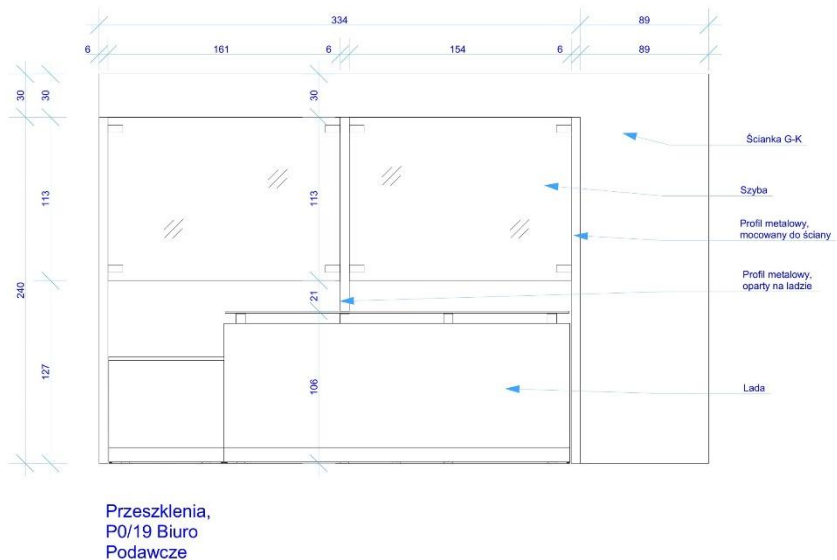 334
89
6
161
6
154
6
89
30
30
30
Ścianka G-K
113
113
Szyba
Profil metalowy,
mocowany do ściany
240
21
Profil metalowy,
oparty na ladzie
127
106
Lada
Przeszklenia,
P0/19 Biuro
Podawcze